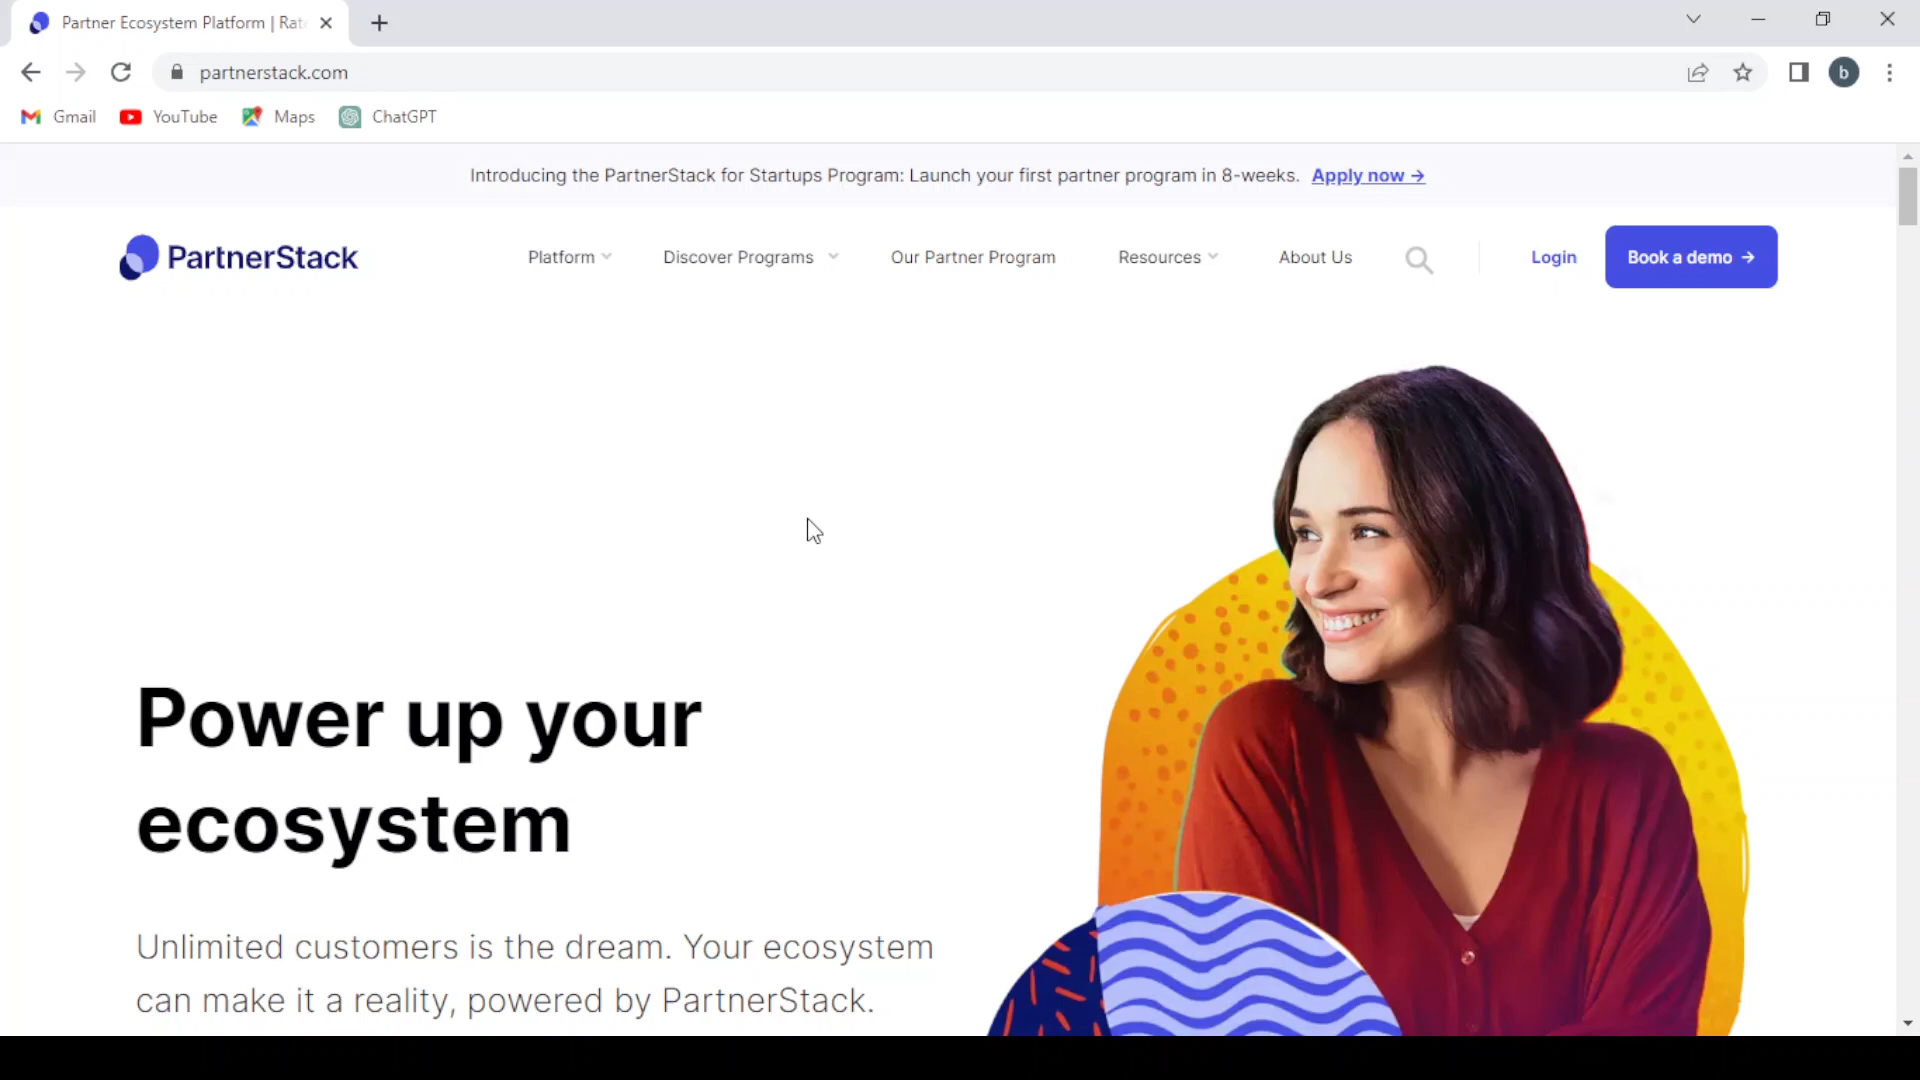 Partner Ecosystem Platform | Rate
partnerstack.com
b
Gmail
YouTube
Maps
ChatGPT
Introducing the PartnerStack for Startups Program: Launch your first partner program in 8-weeks. Apply now →
PartnerStack
Platform
Discover Programs
Our Partner Program
Resources
About Us
Login
Book a demo →
Power up your
ecosystem
Unlimited customers is the dream. Your ecosystem
can make it a reality, powered by PartnerStack.